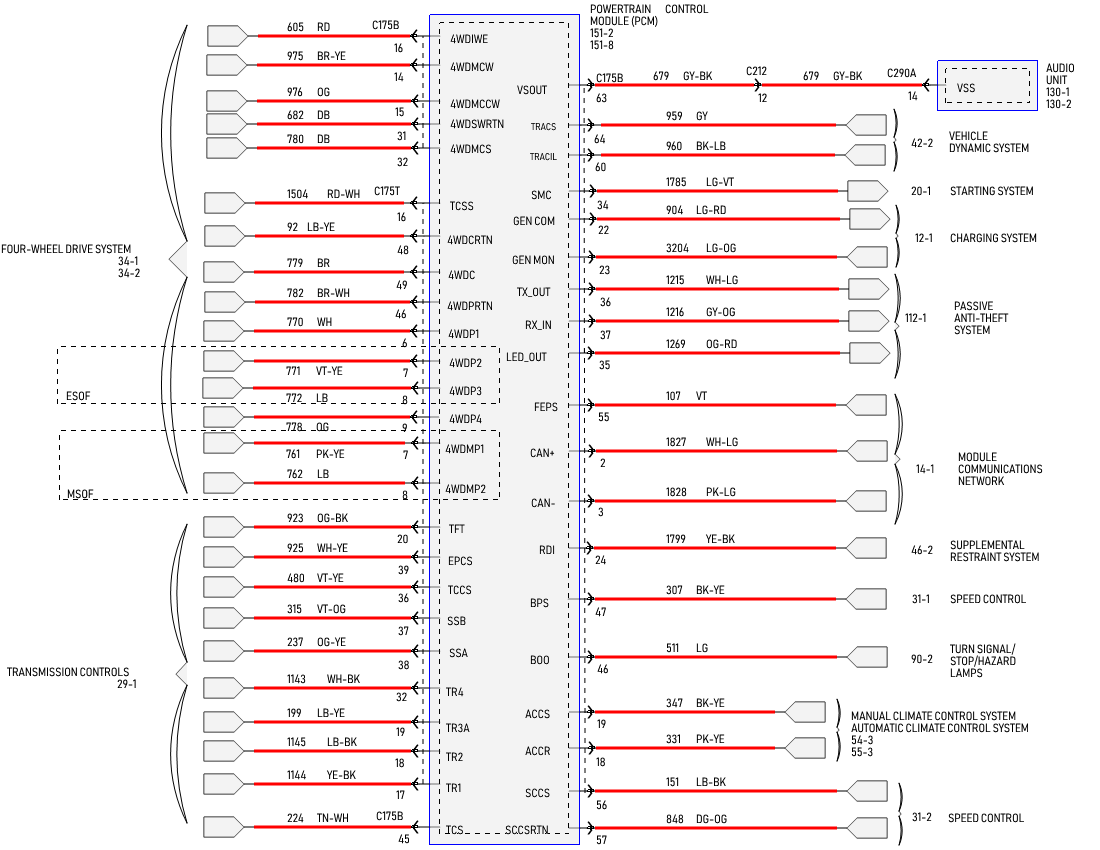 POWERTRAIN CONTROL
MODULE (PCM)
151-2
151-8
605 RD C175B
16
4WDIWE
975 BR-YE
14
4WDMCW
976 OG
15
4WDMCCW
682 DB
31
4WDSWRTN
780 DB
32
4WDMCS
1504 RD-WH C175T
16
TCSS
92 LB-YE
48
4WDCRTN
FOUR-WHEEL DRIVE SYSTEM
34-1
34-2
779 BR
49
4WDC
782 BR-WH
46
4WDPRTN
770 WH
6
4WDP1
4WDP2
771 VT-YE
7
4WDP3
ESOF
772 LB
8
4WDP4
778 OG
9
4WDMP1
761 PK-YE
7
762 LB
4WDMP2
MSOF
8
923 OG-BK
20
TFT
925 WH-YE
39
EPCS
480 VT-YE
36
TCCS
315 VT-OG
37
SSB
237 OG-YE
38
SSA
TRANSMISSION CONTROLS
29-1
1143 WH-BK
32
TR4
199 LB-YE
19
TR3A
1145 LB-BK
18
TR2
1144 YE-BK
17
TR1
224 TN-WH C175B
45
TCS
VSOUT
C175B 679 GY-BK C212 679 GY-BK C290A
63 12 14
VSS
AUDIO
UNIT
130-1
130-2
TRACS
959 GY
64
TRACIL
960 BK-LB
60
42-2
VEHICLE
DYNAMIC SYSTEM
SMC
1785 LG-VT
34
20-1 STARTING SYSTEM
GEN COM
904 LG-RD
22
GEN MON
3204 LG-OG
23
12-1 CHARGING SYSTEM
TX_OUT
1215 WH-LG
36
RX_IN
1216 GY-OG
37
LED_OUT
1269 OG-RD
35
112-1
PASSIVE
ANTI-THEFT
SYSTEM
FEPS
107 VT
55
CAN+
1827 WH-LG
2
CAN-
1828 PK-LG
3
14-1
MODULE
COMMUNICATIONS
NETWORK
RDI
1799 YE-BK
24
46-2
SUPPLEMENTAL
RESTRAINT SYSTEM
BPS
307 BK-YE
47
31-1 SPEED CONTROL
BOO
511 LG
46
90-2
TURN SIGNAL/
STOP/HAZARD
LAMPS
ACCS
347 BK-YE
19
ACCR
331 PK-YE
18
MANUAL CLIMATE CONTROL SYSTEM
AUTOMATIC CLIMATE CONTROL SYSTEM
54-3
55-3
SCCS
151 LB-BK
56
SCCSRTN
848 DG-OG
57
31-2 SPEED CONTROL